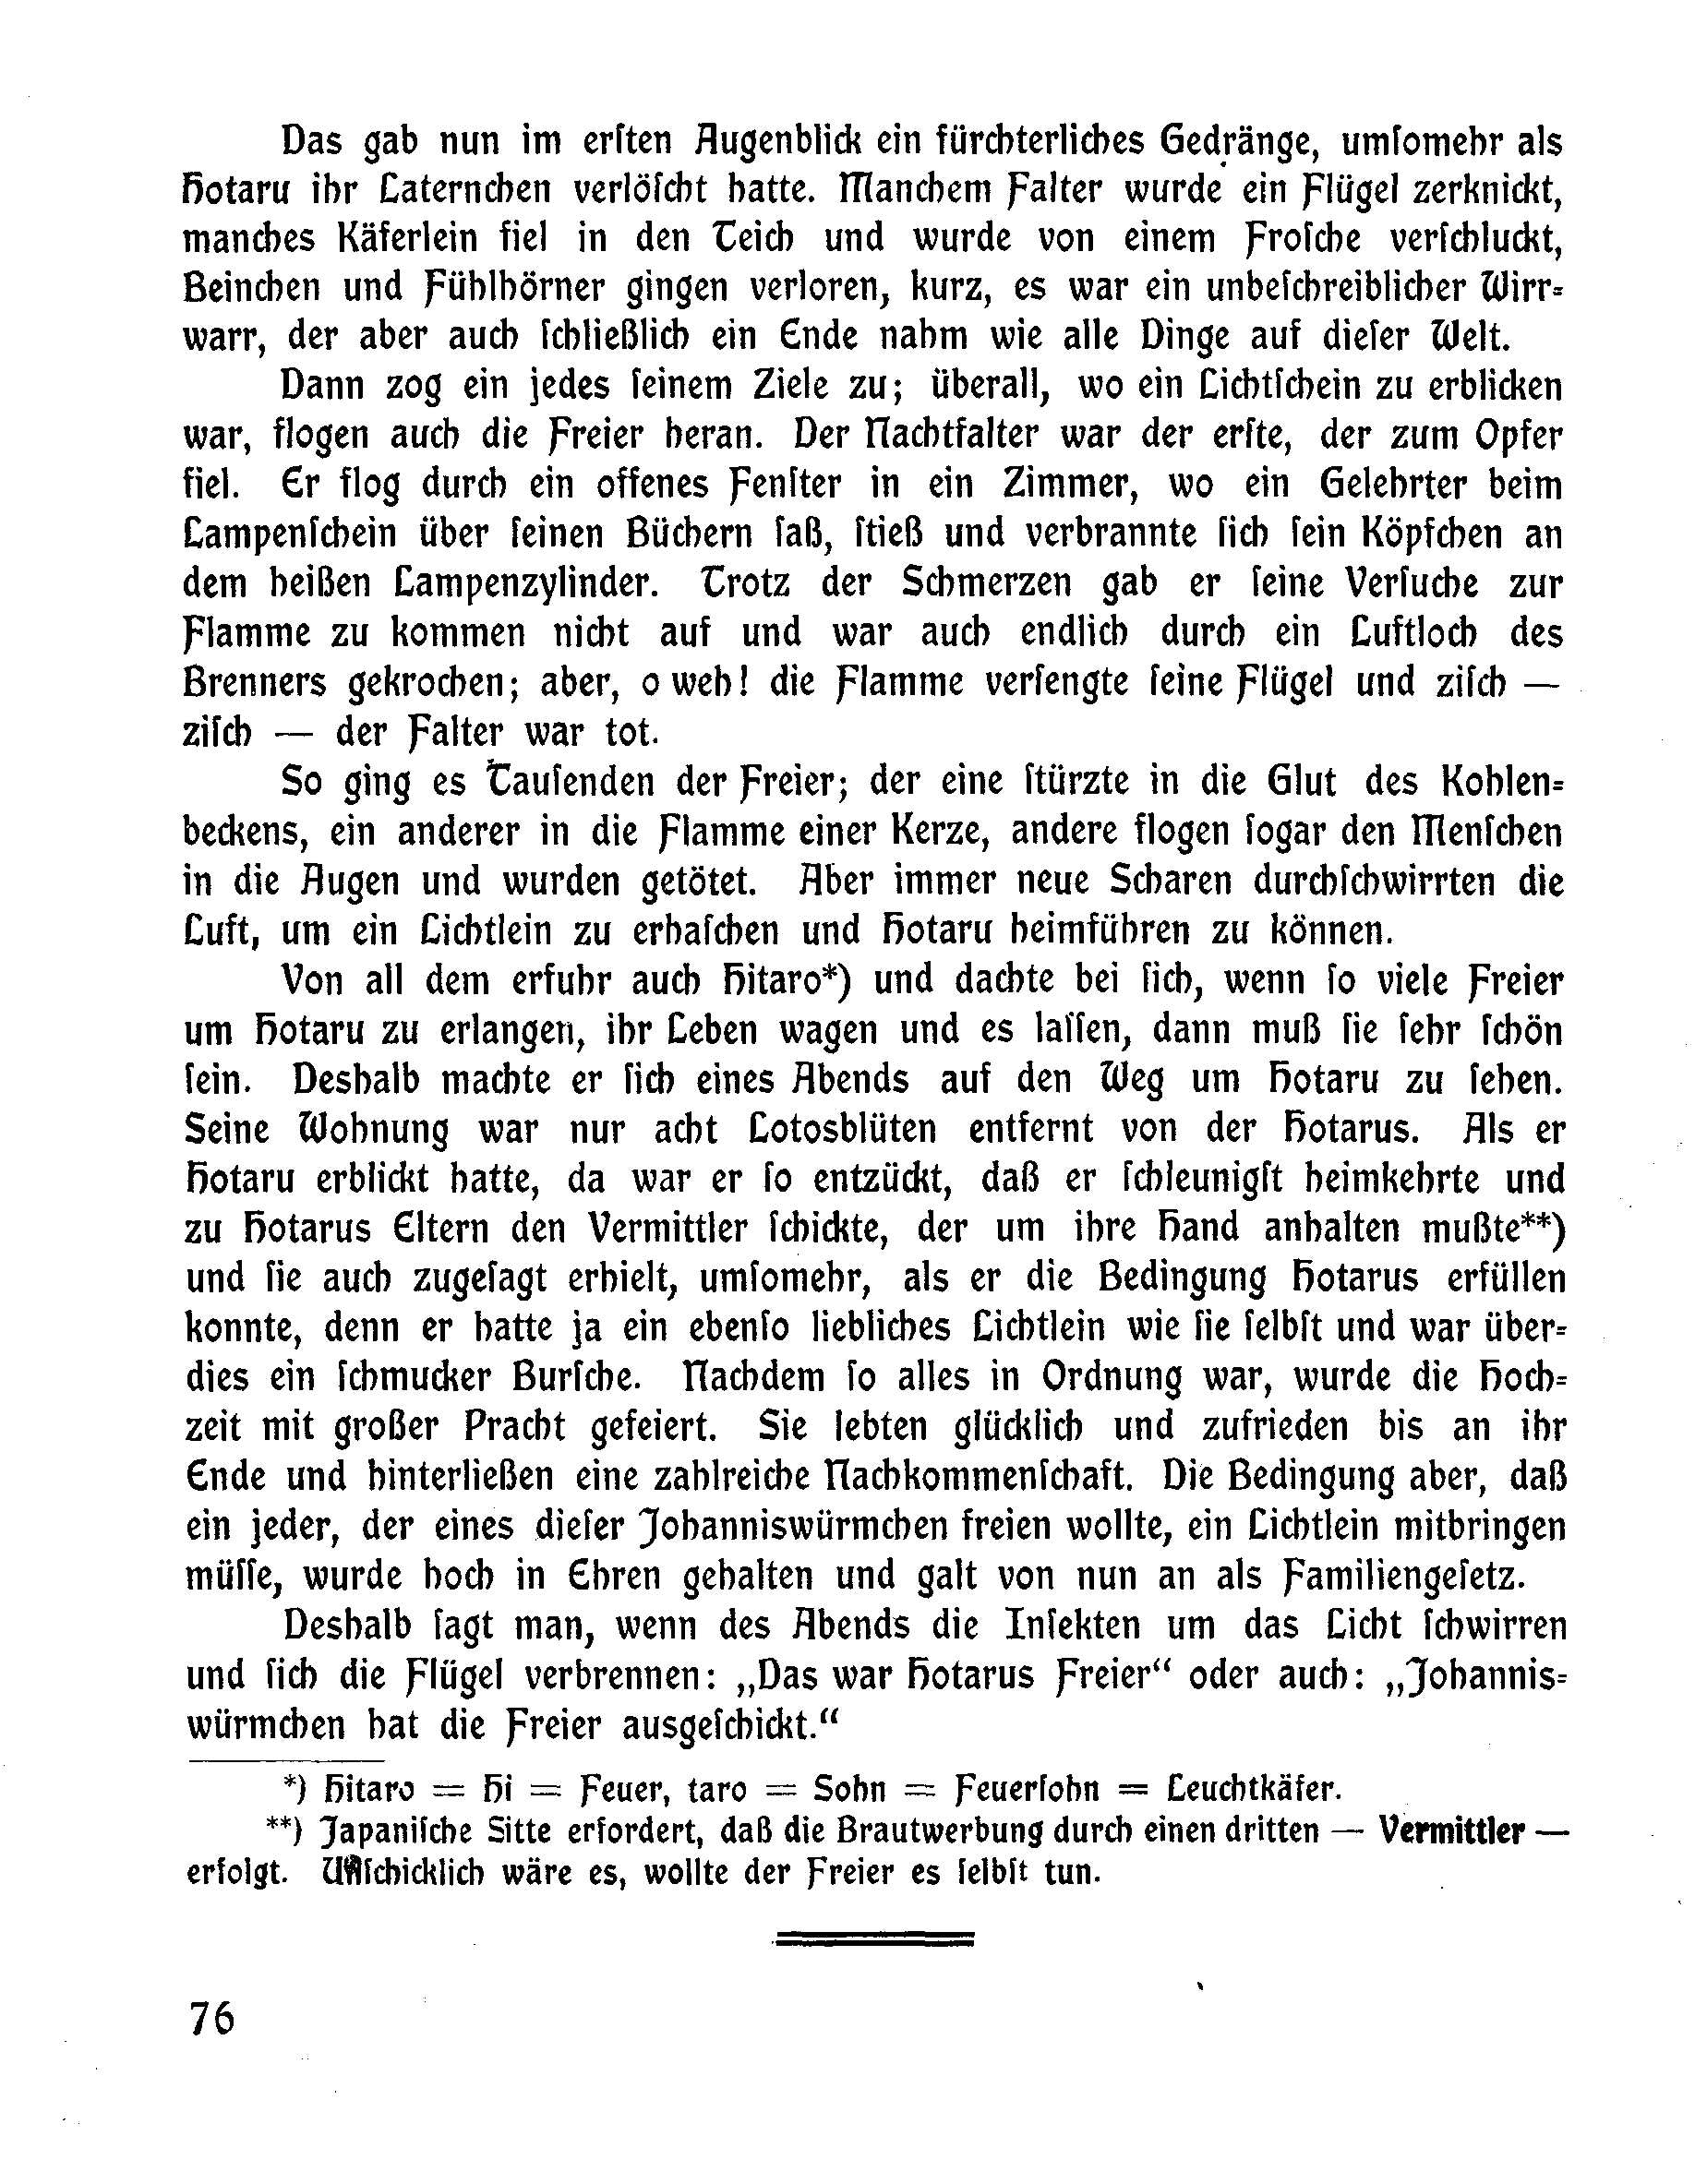 Das gab nun im erſten Augenblick ein fürchterliches Gedränge, umſomehr als
Hotaru ihr Laternchen verlöſcht hatte. Manchem Falter wurde ein Flügel zerknickt,
manches Käferlein fiel in den Teich und wurde von einem Froſche verſchluckt,
Beinchen und Fühlhörner gingen verloren, kurz, es war ein unbeſchreiblicher Wirr-
warr, der aber auch ſchließlich ein Ende nahm wie alle Dinge auf dieſer Welt.
Dann zog ein jedes ſeinem Ziele zu; überall, wo ein Lichtſchein zu erblicken
war, flogen auch die Freier heran. Der Nachtfalter war der erſte, der zum Opfer
fiel. Er flog durch ein offenes Fenſter in ein Zimmer, wo ein Gelehrter beim
Lampenſchein über ſeinen Büchern ſaß, ſtieß und verbrannte ſich ſein Köpfchen an
dem heißen Lampenzylinder. Trotz der Schmerzen gab er ſeine Verſuche zur
Flamme zu kommen nicht auf und war auch endlich durch ein Luftloch des
Brenners gekrochen; aber, o weh! die Flamme verſengte ſeine Flügel und ziſch —
ziſch — der Falter war tot.
So ging es Tauſenden der Freier; der eine ſtürzte in die Glut des Kohlen-
beckens, ein anderer in die Flamme einer Kerze, andere flogen ſogar den Menſchen
in die Augen und wurden getötet. Aber immer neue Scharen durchſchwirrten die
Luft, um ein Lichtlein zu erhaſchen und Hotaru heimführen zu können.
Von all dem erfuhr auch Hitaro*) und dachte bei ſich, wenn ſo viele Freier
um Hotaru zu erlangen, ihr Leben wagen und es laſſen, dann muß ſie ſehr ſchön
ſein. Deshalb machte er ſich eines Abends auf den Weg um Hotaru zu ſehen.
Seine Wohnung war nur acht Lotosblüten entfernt von der Hotarus. Als er
Hotaru erblickt hatte, da war er ſo entzückt, daß er ſchleunigſt heimkehrte und
zu Hotarus Eltern den Vermittler ſchickte, der um ihre Hand anhalten mußte**)
und ſie auch zugeſagt erhielt, umſomehr, als er die Bedingung Hotarus erfüllen
konnte, denn er hatte ja ein ebenſo liebliches Lichtlein wie ſie ſelbſt und war über-
dies ein ſchmucker Burſche. Nachdem ſo alles in Ordnung war, wurde die Hoch-
zeit mit großer Pracht gefeiert. Sie lebten glücklich und zufrieden bis an ihr
Ende und hinterließen eine zahlreiche Nachkommenſchaft. Die Bedingung aber, daß
ein jeder, der eines dieſer Johanniswürmchen freien wollte, ein Lichtlein mitbringen
müſſe, wurde hoch in Ehren gehalten und galt von nun an als Familiengeſetz.
Deshalb ſagt man, wenn des Abends die Inſekten um das Licht ſchwirren
und ſich die Flügel verbrennen: „Das war Hotarus Freier“ oder auch: „Johannis-
würmchen hat die Freier ausgeſchickt.“
*) Hitaro = Hi = Feuer, taro = Sohn = Feuerſohn = Leuchtkäfer.
**) Japaniſche Sitte erfordert, daß die Brautwerbung durch einen dritten — Vermittler —
erfolgt. Unſchicklich wäre es, wollte der Freier es ſelbſt tun.
76